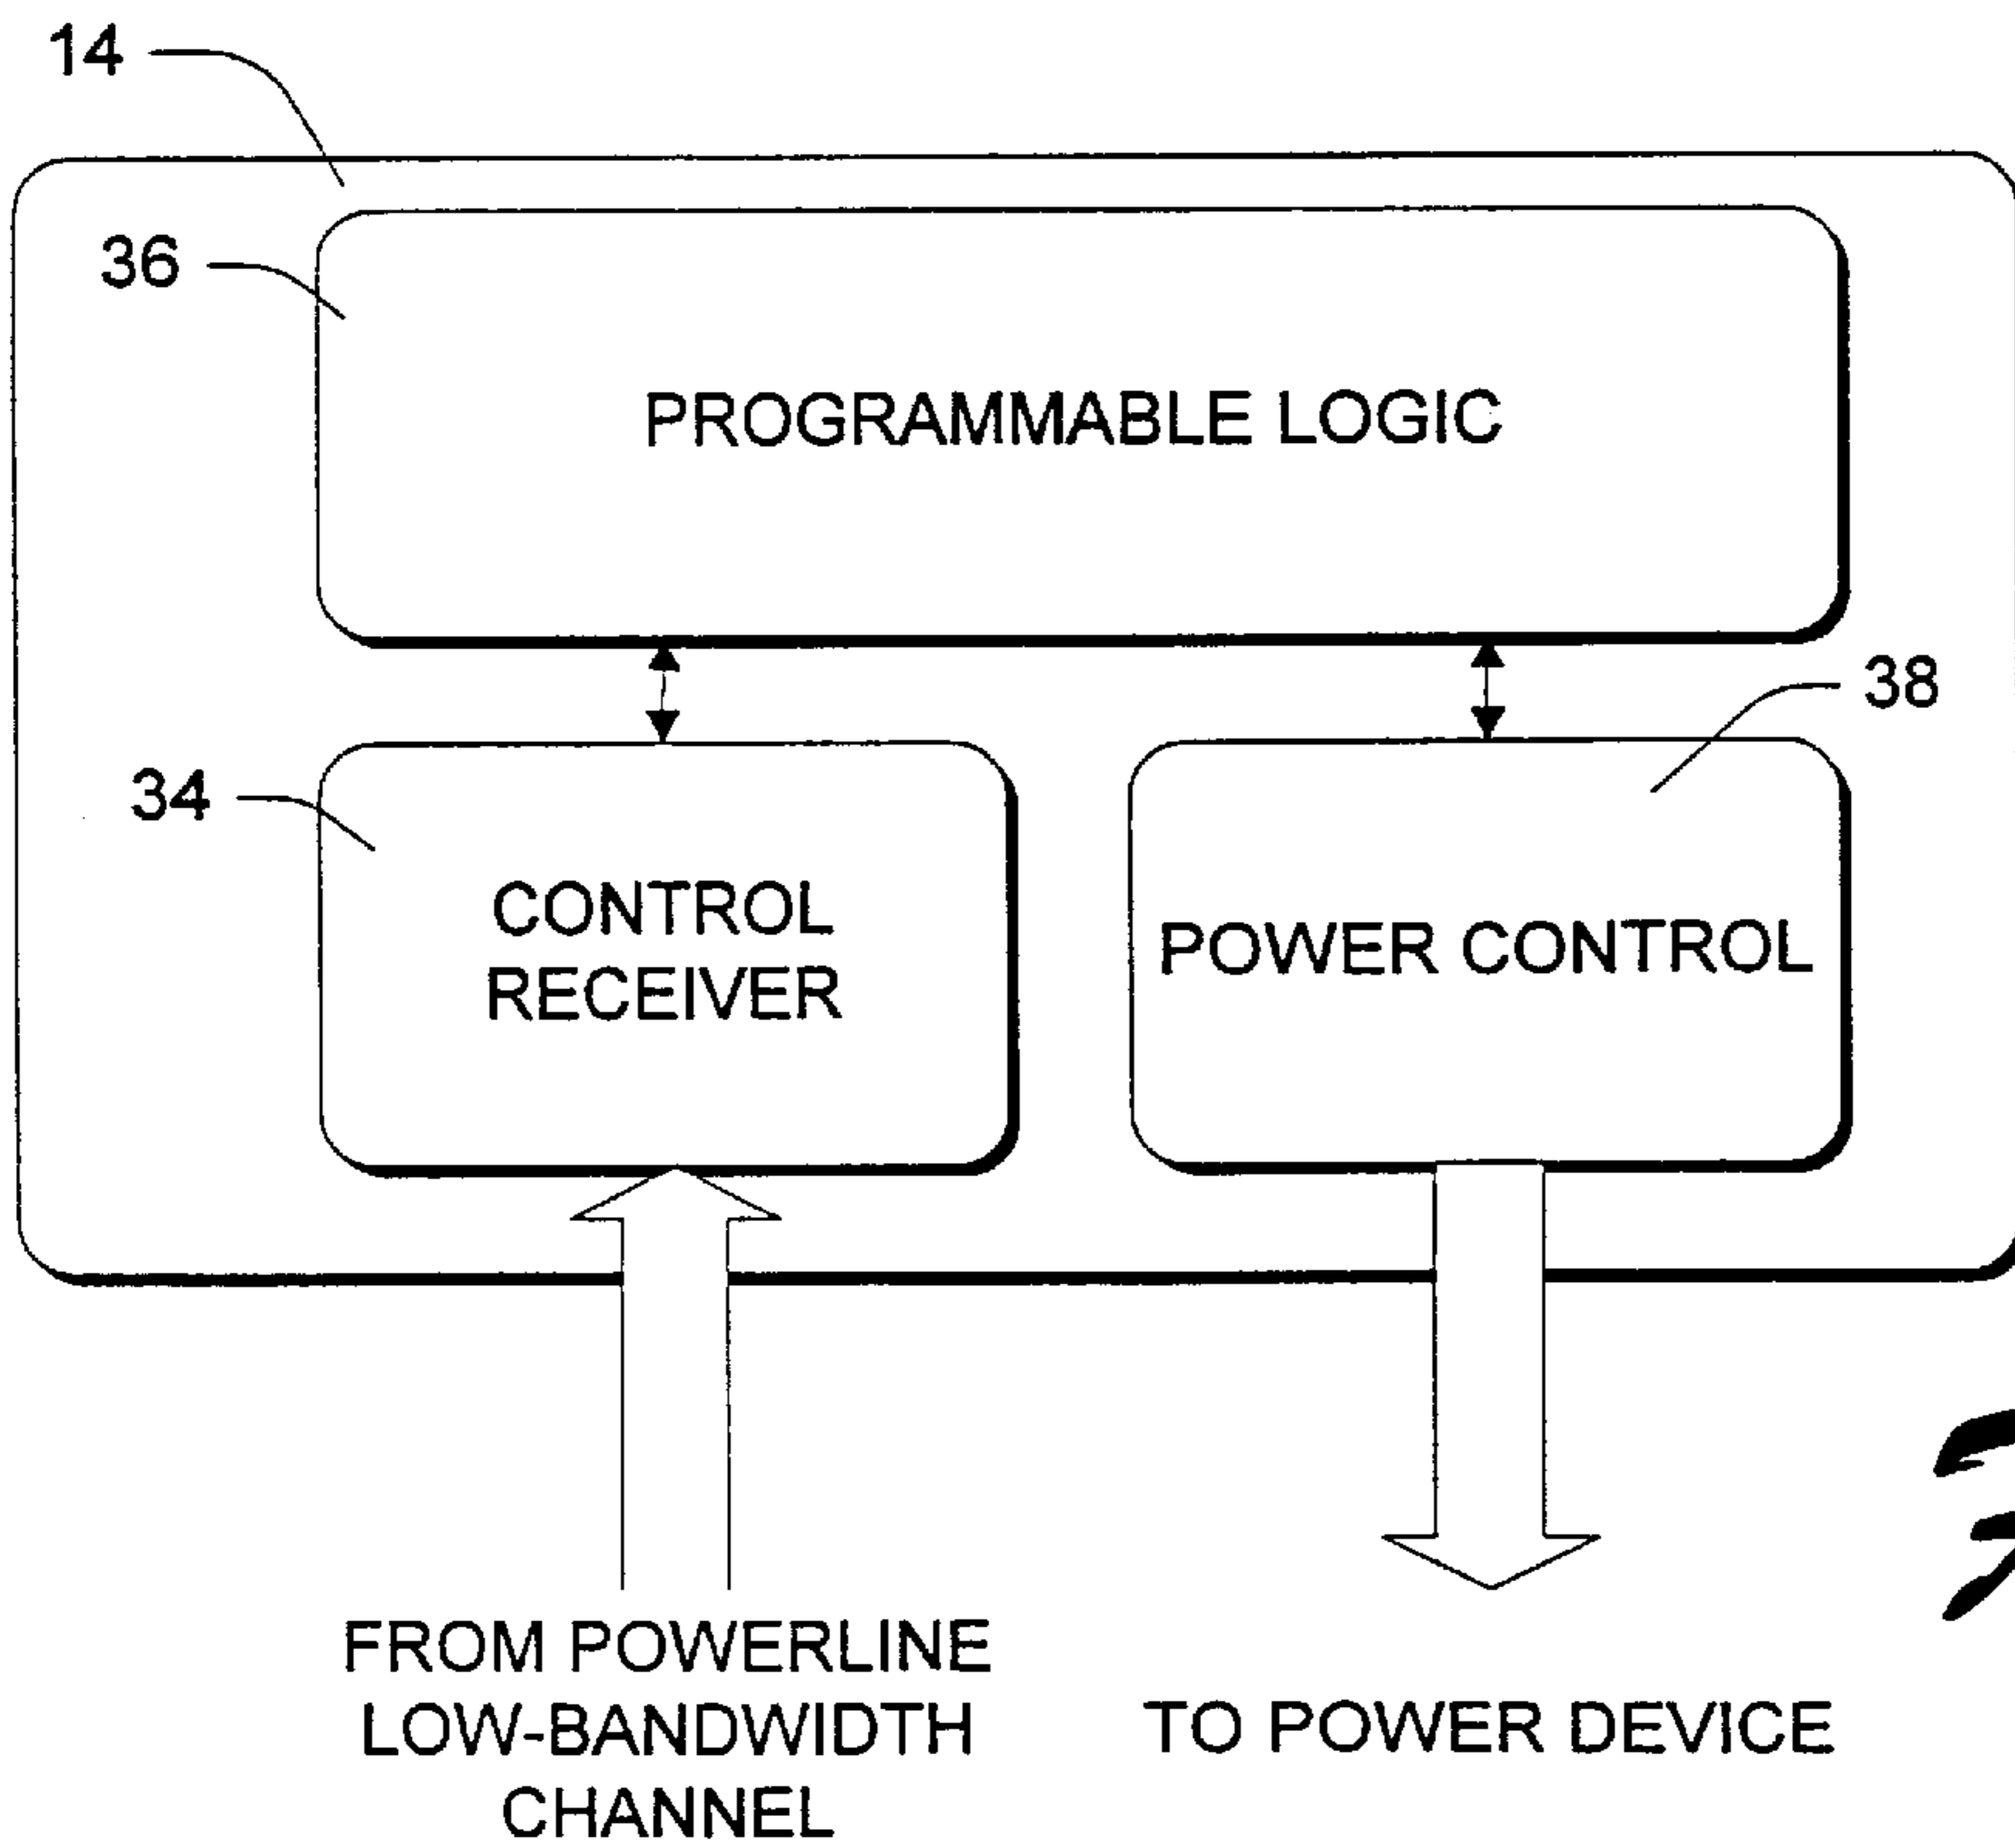 14
36
PROGRAMMABLE LOGIC
38
34
CONTROL
RECEIVER
POWER CONTROL
FROM POWERLINE
LOW-BANDWIDTH
CHANNEL
TO POWER DEVICE